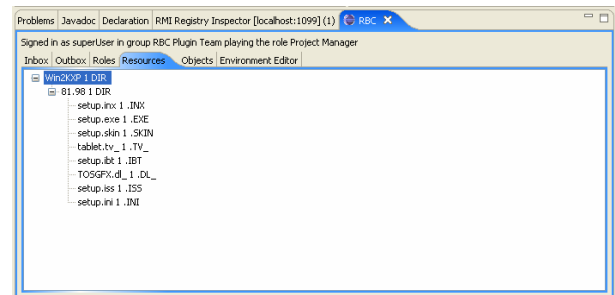 Problems Javadoc Declaration RMI Registry Inspector [localhost:1099] (1) RBC
Signed in as superUser in group RBC Plugin Team playing the role Project Manager
Inbox Outbox Roles Resources Objects Environment Editor
Win2KXP 1 DIR
81.98 1 DIR
setup.inx 1 .INX
setup.exe 1 .EXE
setup.skin 1 .SKIN
tablet.tv_ 1 .TV_
setup.ibt 1 .IBT
TOSGFX.dl_ 1 .DL_
setup.iss 1 .ISS
setup.ini 1 .INI